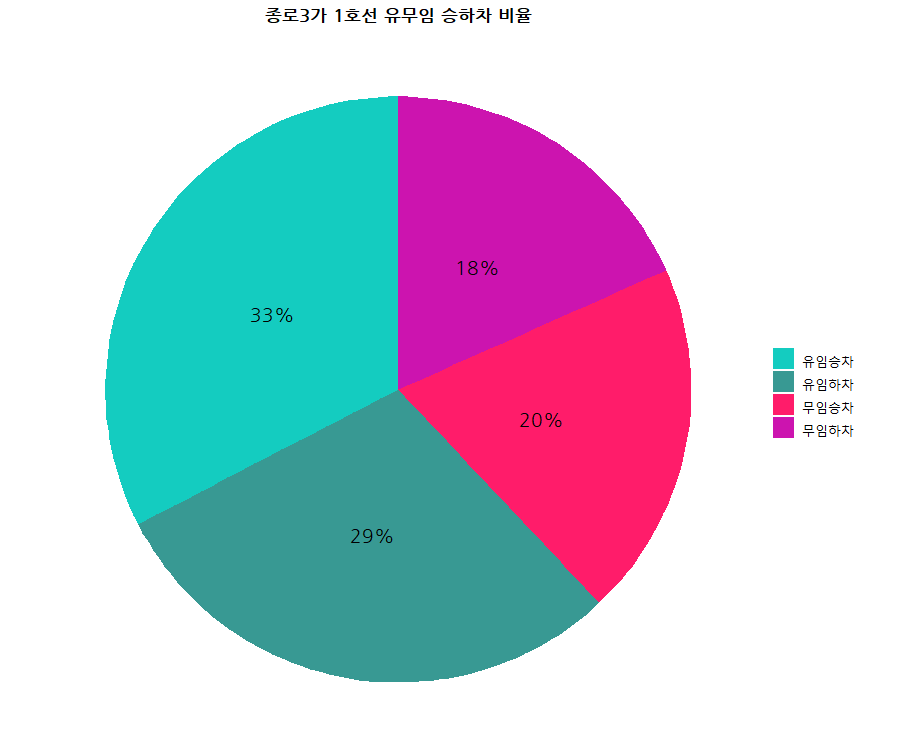 종로3가 1호선 유무임 승하차 비율
18%
33%
20%
29%
유임승차
유임하차
무임승차
무임하차